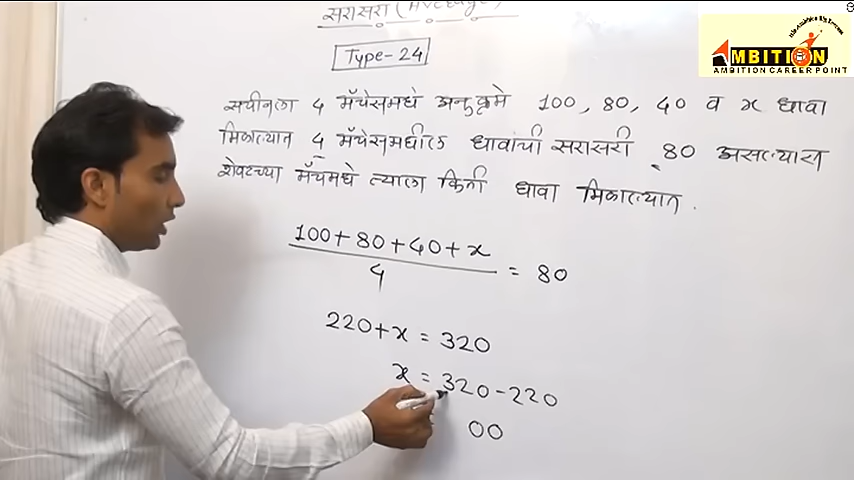 सरासरी (Average)
Type-24
सचीनला 4 मॅचेसमधे अनुक्रमे 100, 80, 40 व x धावा
मिळाल्यात 4 मॅचेसमधील धावांची सरासरी 80 असल्यास
शेवटच्या मॅचमधे त्याला किती धावा मिळाल्यात.
100+80+40+x
4
= 80
220+x = 320
x = 320-220
00
AMBITION
AMBITION CAREER POINT